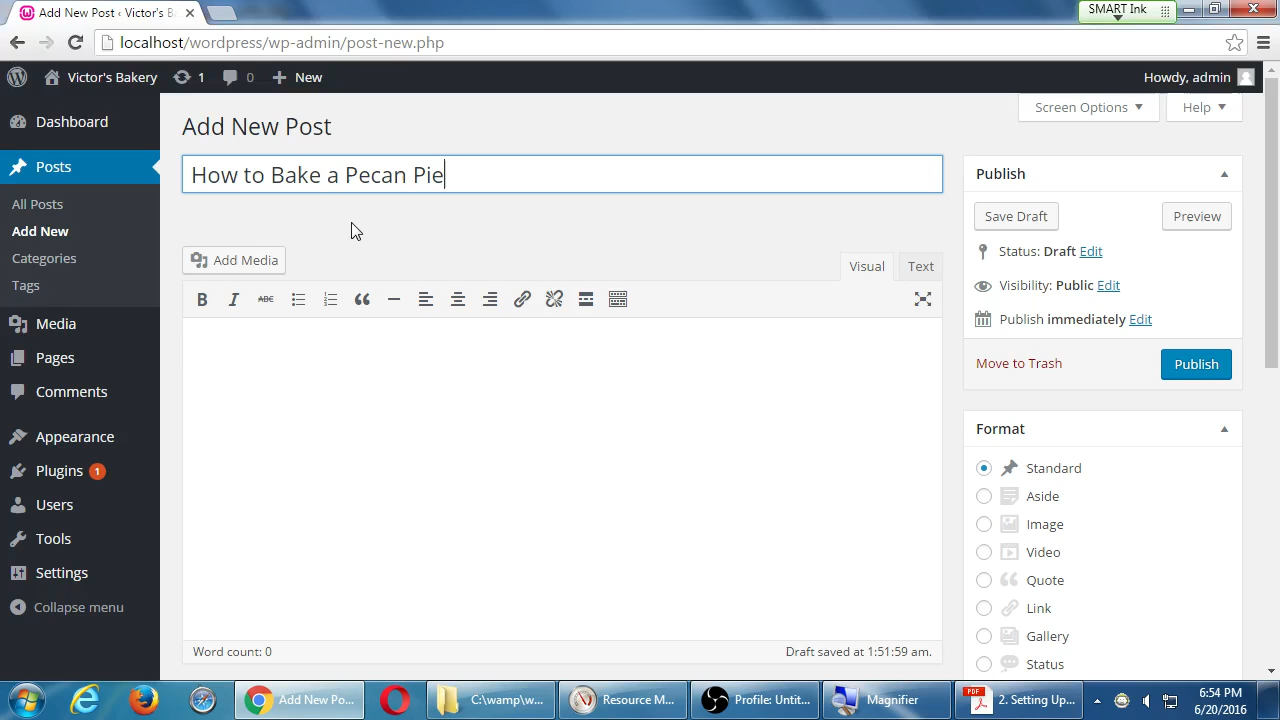 Add New Post ‹ Victor's B
SMART Ink
localhost/wordpress/wp-admin/post-new.php
Victor's Bakery 1 0 New Howdy, admin
Screen Options Help
Dashboard
Posts
All Posts
Add New
Categories
Tags
Media
Pages
Comments
Appearance
Plugins 1
Users
Tools
Settings
Collapse menu
Add New Post
How to Bake a Pecan Pie
Add Media
Visual Text
B I ABC
Word count: 0 Draft saved at 1:51:59 am.
Publish
Save Draft Preview
Status: Draft Edit
Visibility: Public Edit
Publish immediately Edit
Move to Trash Publish
Format
Standard
Aside
Image
Video
Quote
Link
Gallery
Status
Add New Po... C:\wamp\w... Resource M... Profile: Untit... Magnifier PDF 2. Setting Up... 6:54 PM
6/20/2016